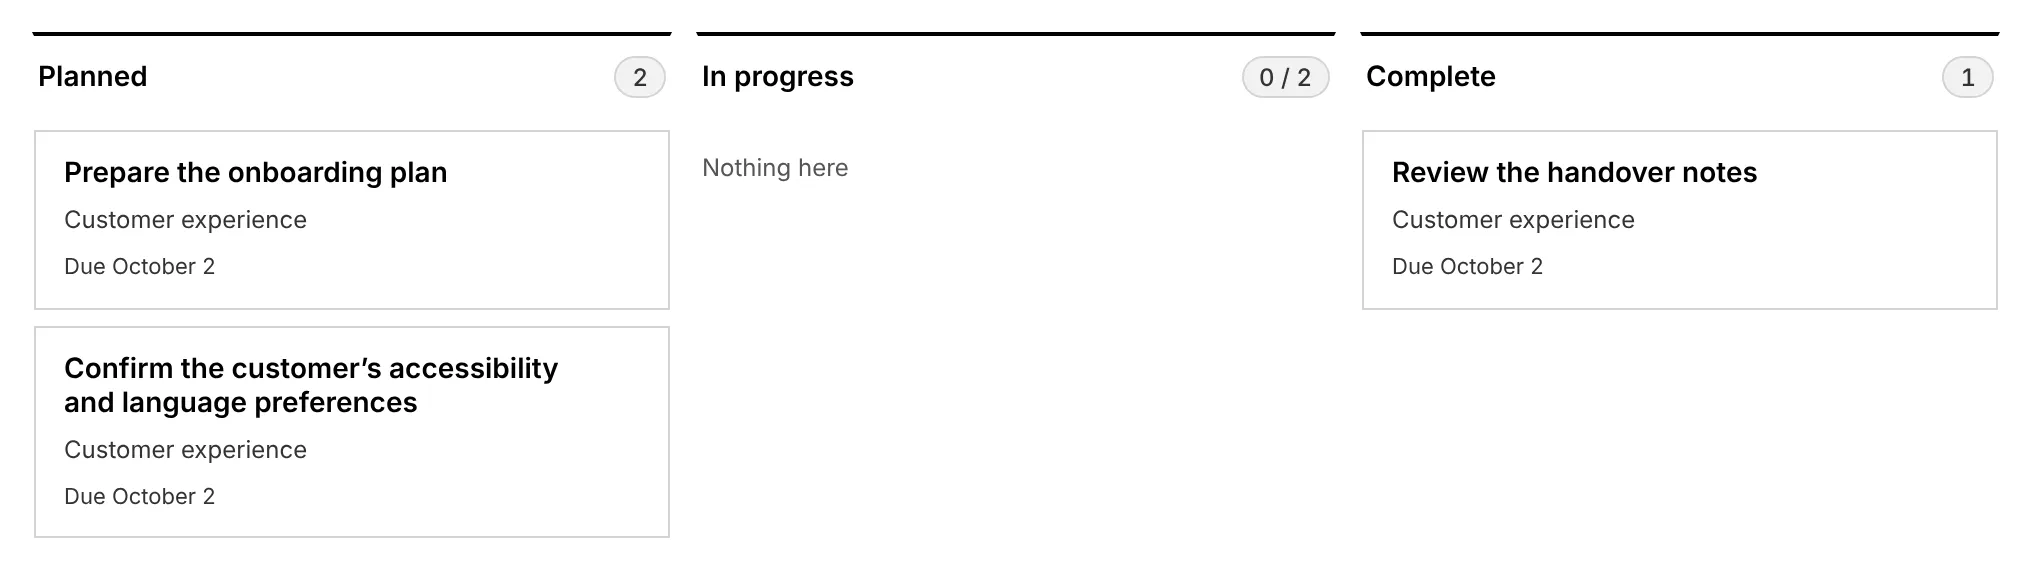 Planned
2
Prepare the onboarding plan
Customer experience
Due October 2
Confirm the customer’s accessibility
and language preferences
Customer experience
Due October 2
In progress
0 / 2
Nothing here
Complete
1
Review the handover notes
Customer experience
Due October 2